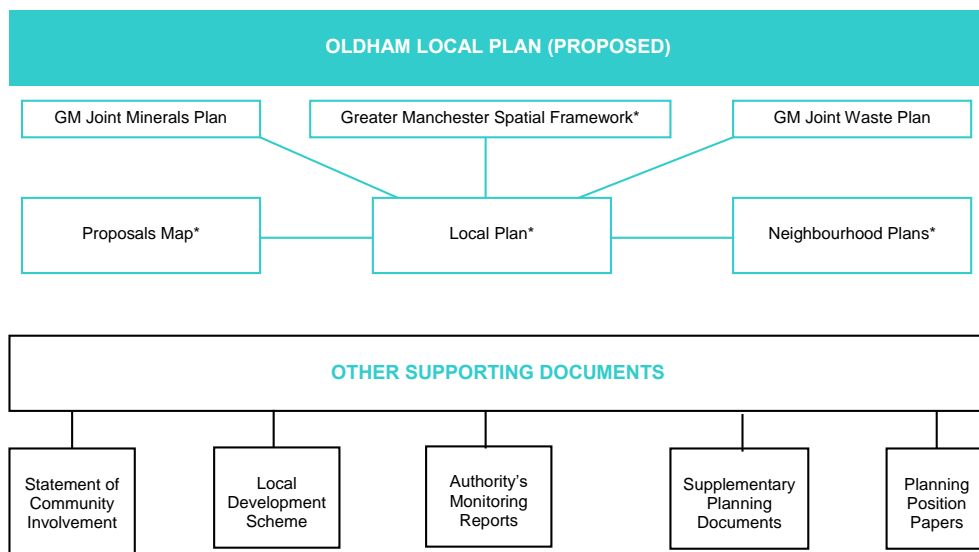 OLDHAM LOCAL PLAN (PROPOSED)
GM Joint Minerals Plan
Greater Manchester Spatial Framework*
GM Joint Waste Plan
Proposals Map*
Local Plan*
Neighbourhood Plans*
OTHER SUPPORTING DOCUMENTS
Statement of
Community
Involvement
Local
Development
Scheme
Authority's
Monitoring
Reports
Supplementary
Planning
Documents
Planning
Position
Papers